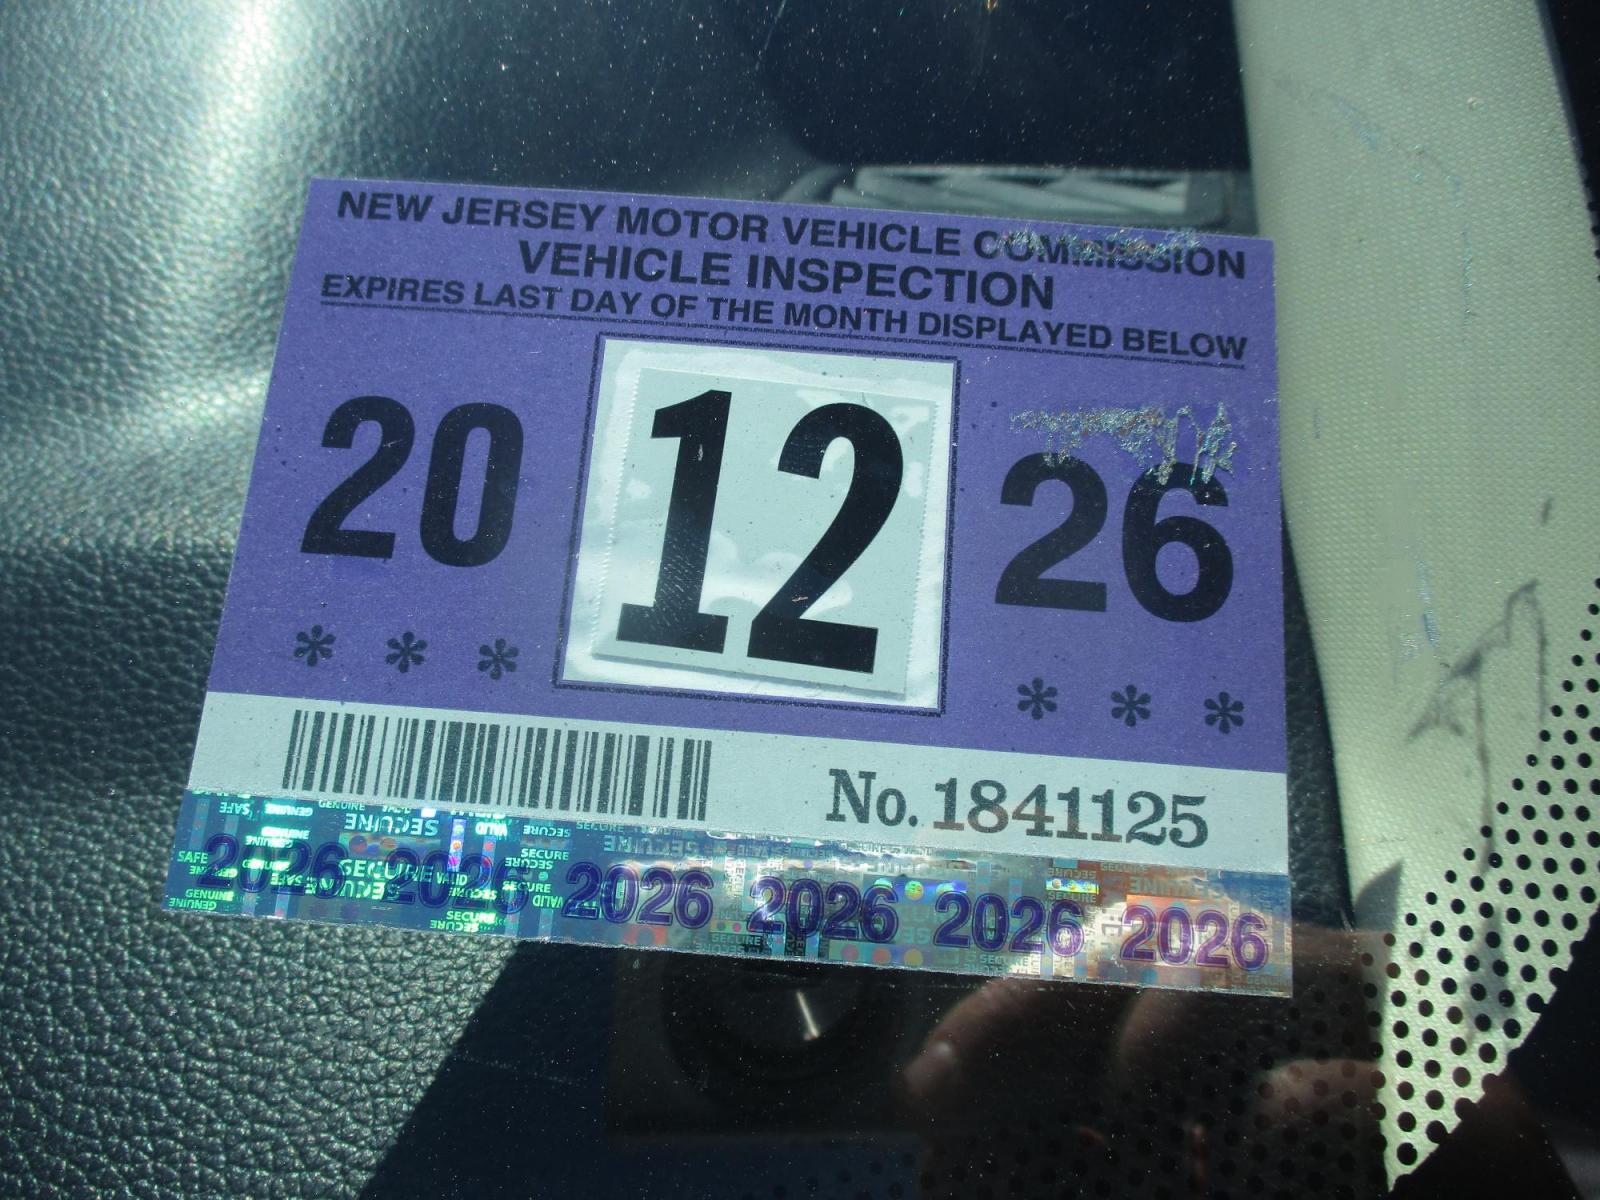 NEW JERSEY MOTOR VEHICLE COMMISSION
VEHICLE INSPECTION
EXPIRES LAST DAY OF THE MONTH DISPLAYED BELOW
20 12 26
* * * * * *
No. 1841125
2026 2026 2026 2026 2026 2026